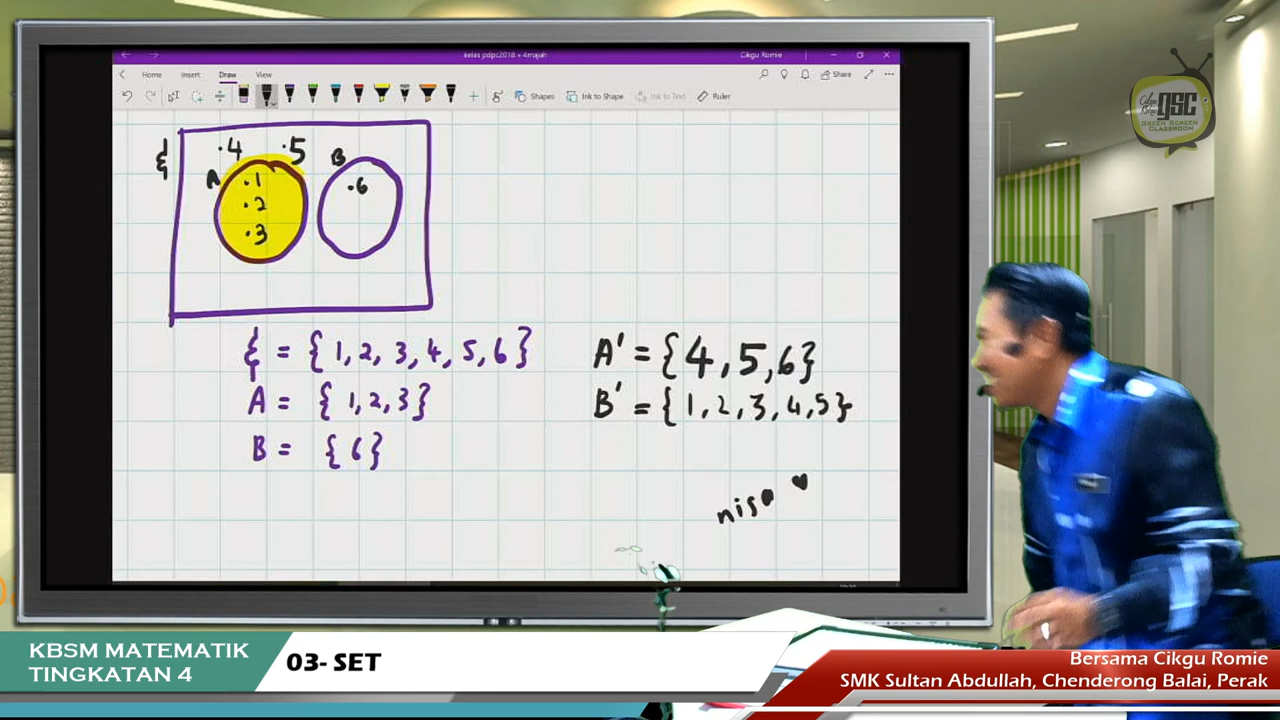 kelas pdpc2018 » 4majah
Cikgu Romie
Home Insert Draw View
Share
Shapes Ink to Shape Ink to Text Ruler
ξ .4 .5
A B
.1 .6
.2
.3
ξ = { 1, 2, 3, 4, 5, 6 }
A = { 1, 2, 3 }
B = { 6 }
A' = { 4, 5, 6 }
B' = { 1, 2, 3, 4, 5 }
nisa ♥
gsc
GREEN SCREEN
CLASSROOM
KBSM MATEMATIK
TINGKATAN 4
03- SET
Bersama Cikgu Romie
SMK Sultan Abdullah, Chenderong Balai, Perak